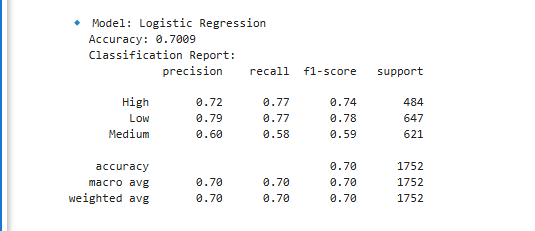 🔹 Model: Logistic Regression
Accuracy: 0.7009
Classification Report:
precision recall f1-score support
High 0.72 0.77 0.74 484
Low 0.79 0.77 0.78 647
Medium 0.60 0.58 0.59 621
accuracy 0.70 1752
macro avg 0.70 0.70 0.70 1752
weighted avg 0.70 0.70 0.70 1752